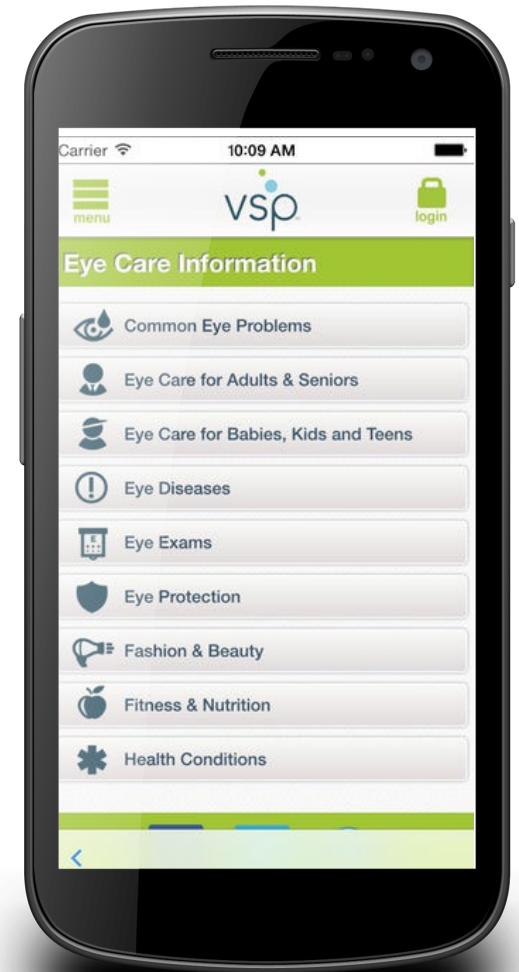 Carrier
10:09 AM
menu
vsp
login
Eye Care Information
Common Eye Problems
Eye Care for Adults & Seniors
Eye Care for Babies, Kids and Teens
Eye Diseases
E
Eye Exams
Eye Protection
Fashion & Beauty
Fitness & Nutrition
Health Conditions